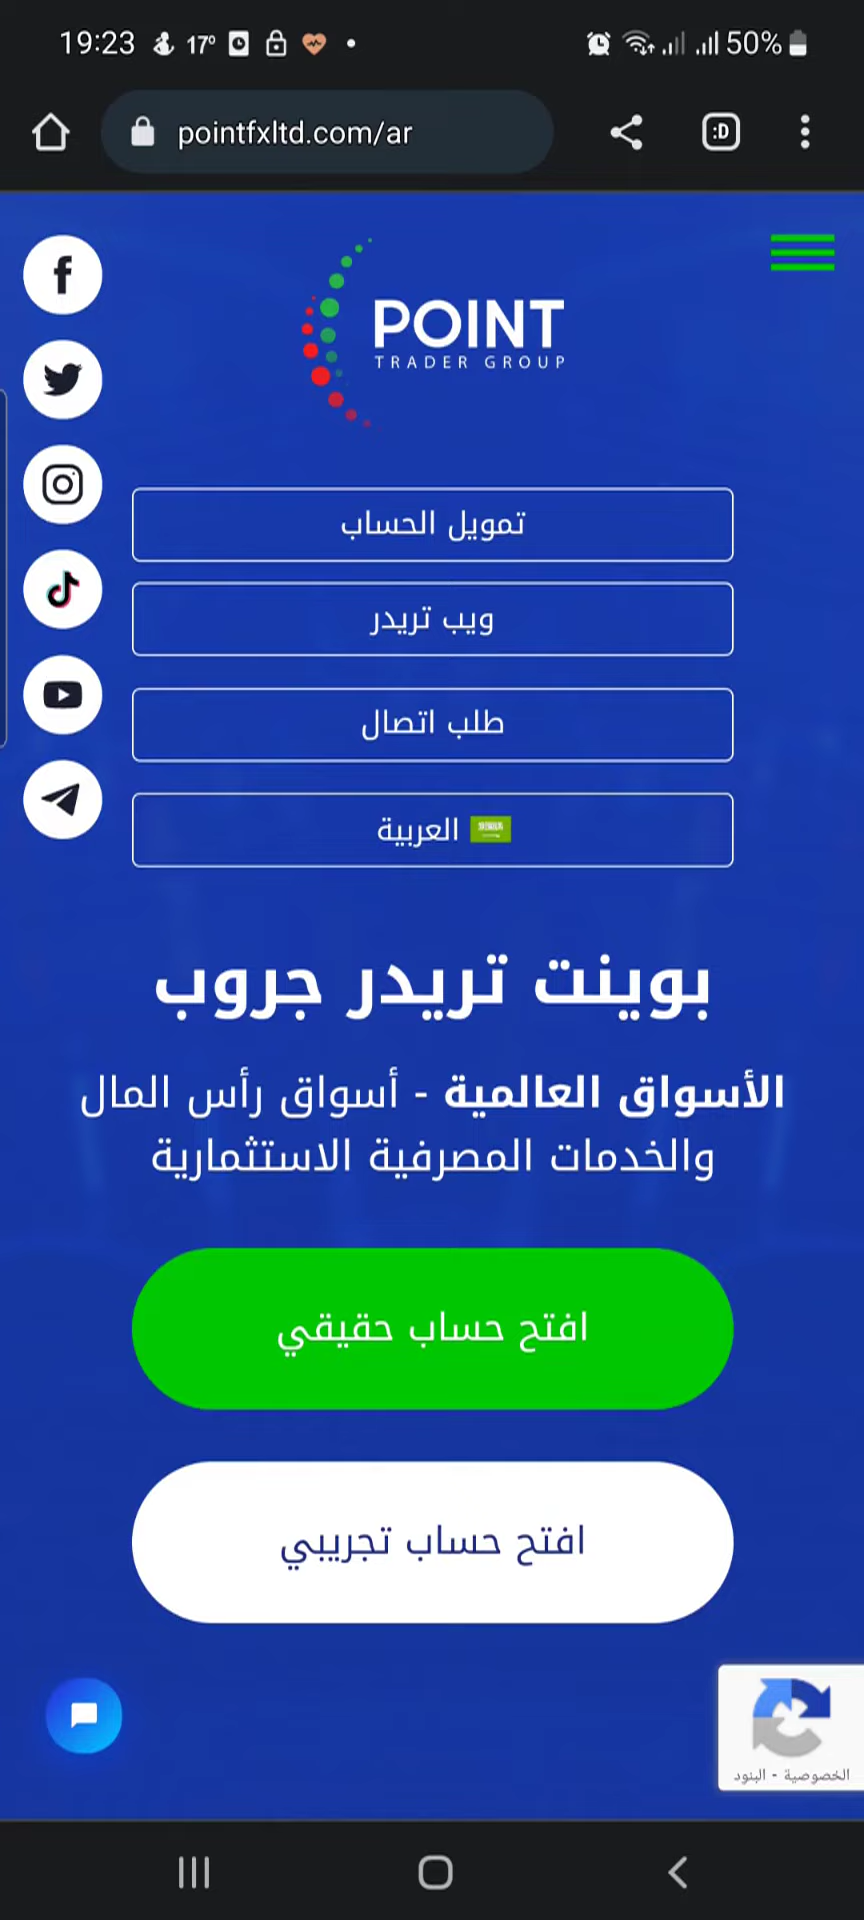 19:23
17°
50%
pointfxltd.com/ar
:D
POINT
TRADER GROUP
تمويل الحساب
ويب تريدر
طلب اتصال
العربية
بوينت تريدر جروب
الأسواق العالمية - أسواق رأس المال
والخدمات المصرفية الاستثمارية
افتح حساب حقيقي
افتح حساب تجريبي
الخصوصية - البنود